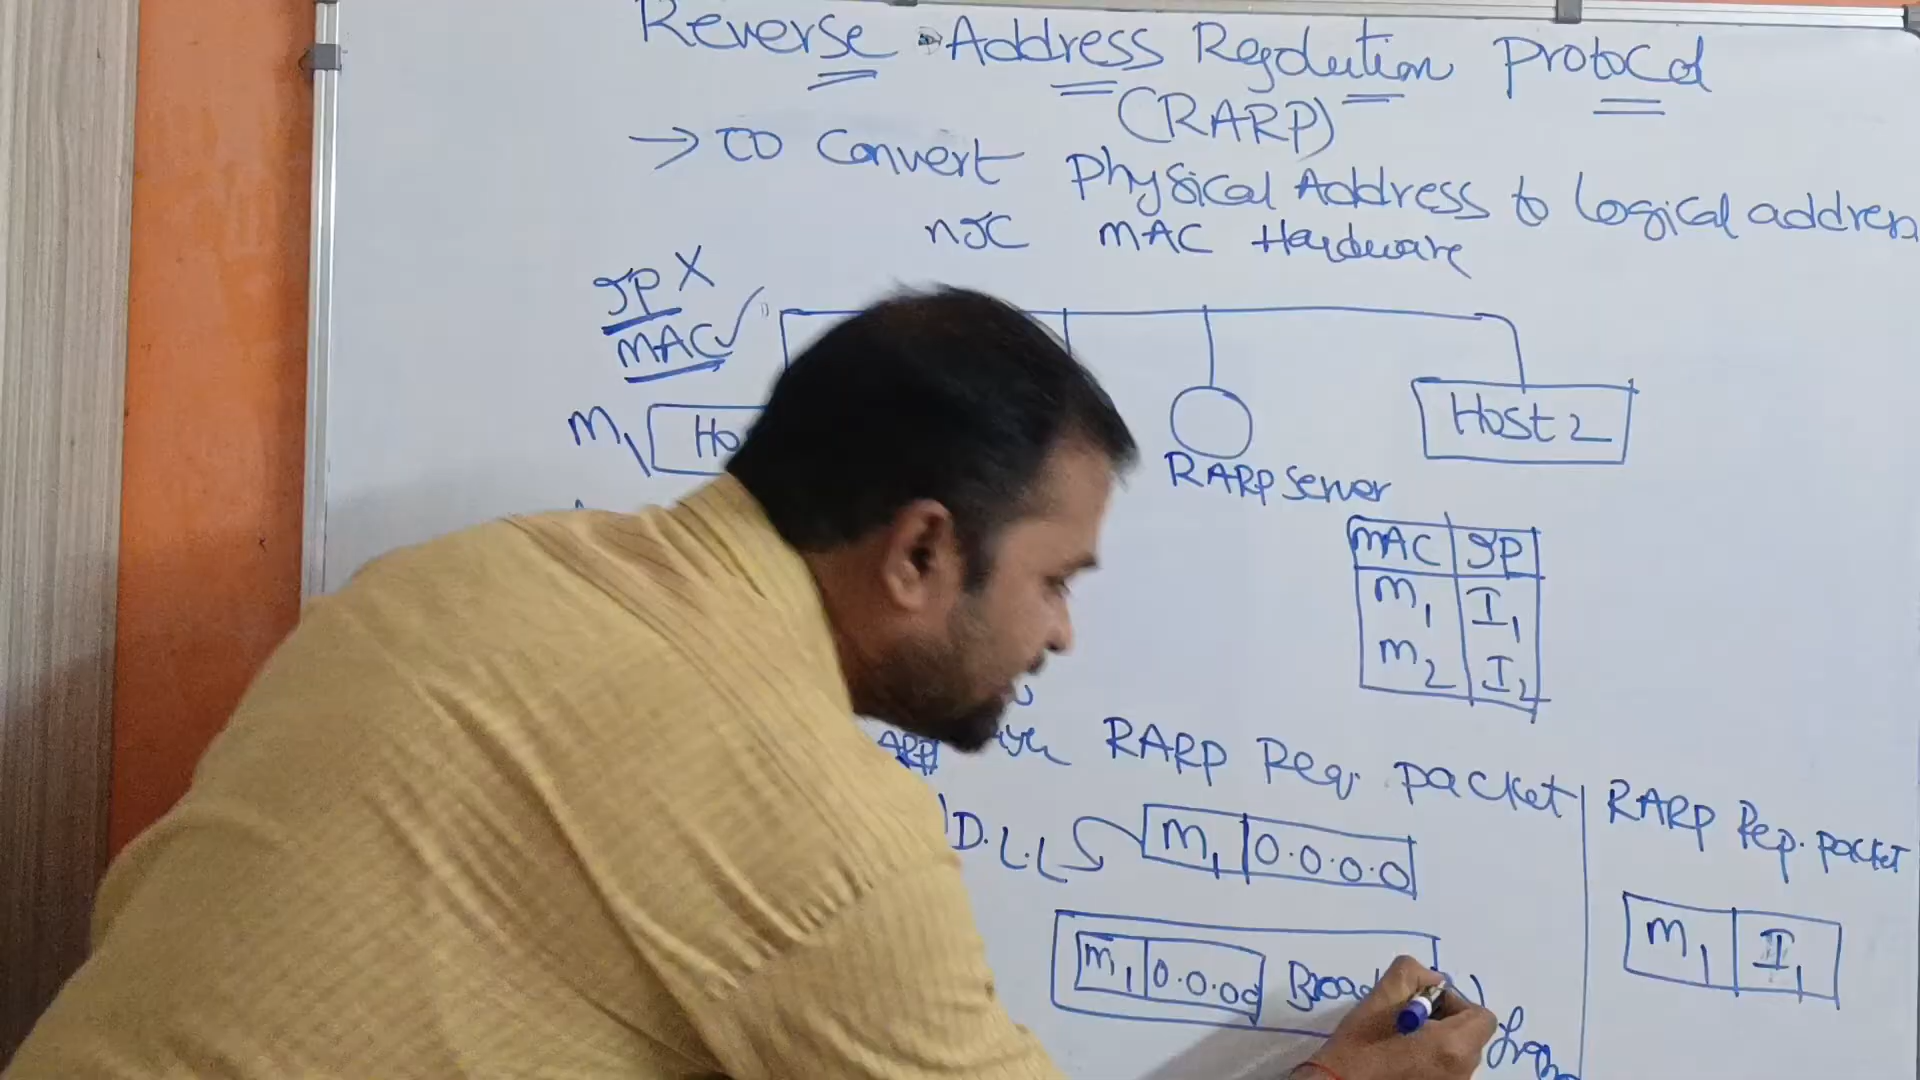 Reverse Address Resolution Protocol
(RARP)
→ To Convert Physical Address to Logical address
NIC MAC Hardware
IP X
MAC ✓
M1
Host 2
RARP Server
MAC IP
M1 I1
M2 I2
RARP Req. packet
RARP Rep. packet
D.L.L
M1 0.0.0.0
M1 0.0.0.0
M1 I1